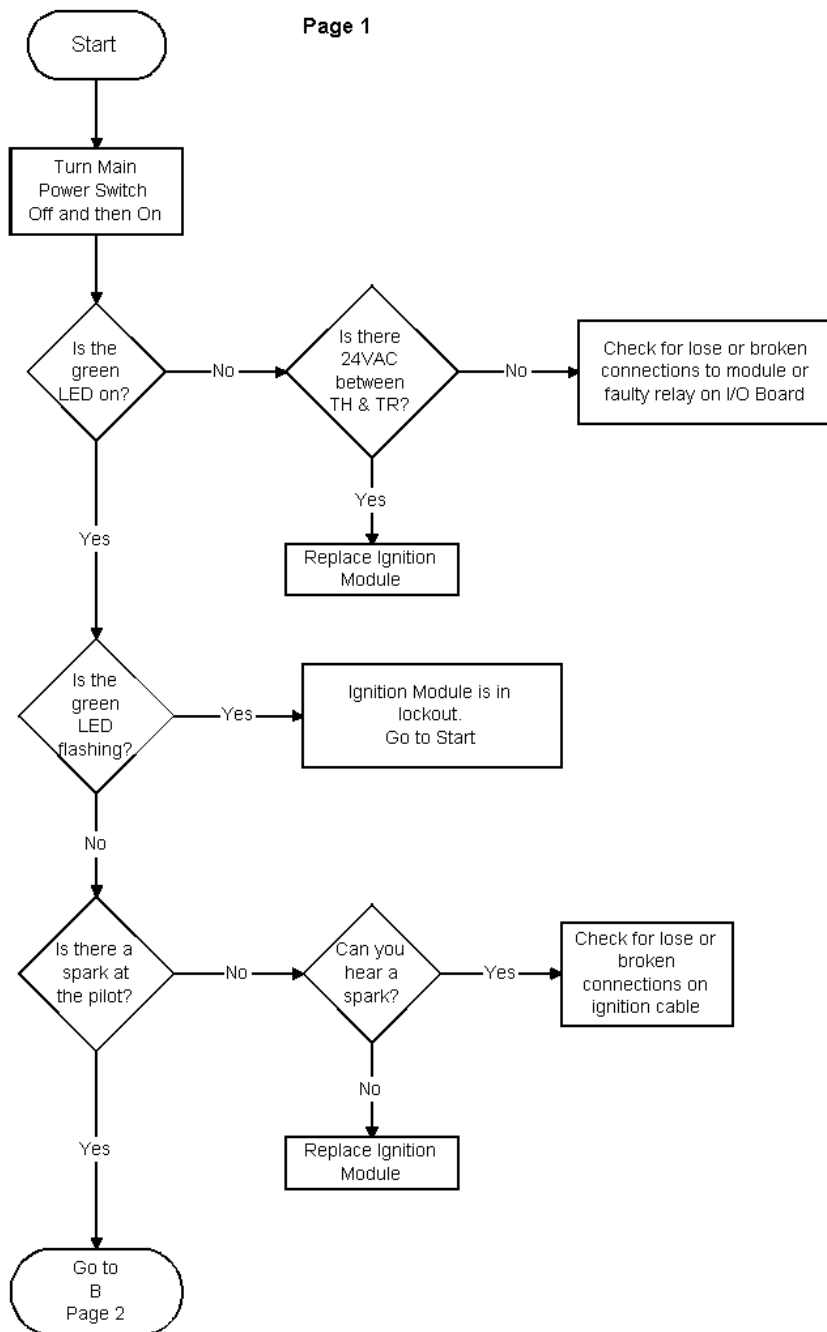 Page 1
Start
Turn Main
Power Switch
Off and then On
Is the
green
LED on?
No
Is there
24VAC
between
TH & TR?
No
Check for lose or broken
connections to module or
faulty relay on I/O Board
Yes
Replace Ignition
Module
Yes
Is the
green
LED
flashing?
Yes
Ignition Module is in
lockout.
Go to Start
No
Is there a
spark at
the pilot?
No
Can you
hear a
spark?
Yes
Check for lose or
broken
connections on
ignition cable
No
Replace Ignition
Module
Yes
Go to
B
Page 2